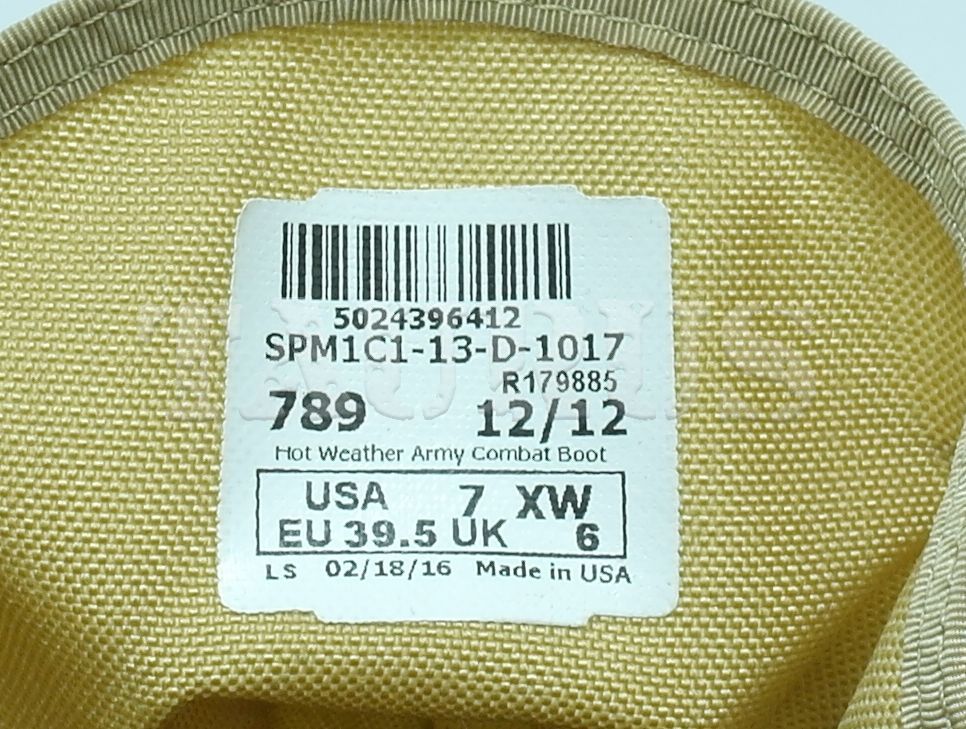 5024396412
SPM1C1-13-D-1017
R179885
789 12/12
Hot Weather Army Combat Boot
USA 7 XW
EU 39.5 UK 6
LS 02/18/16 Made in USA